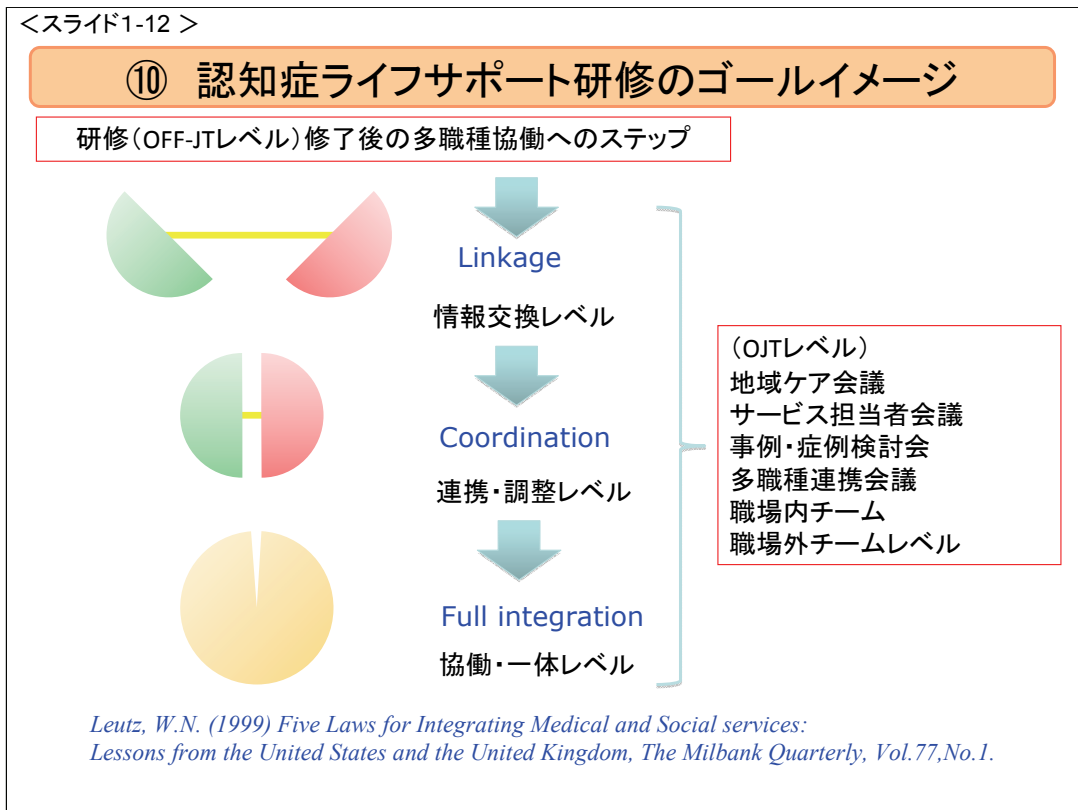 ＜スライド1-12 ＞
⑩ 認知症ライフサポート研修のゴールイメージ
研修（OFF-JTレベル）修了後の多職種協働へのステップ
Linkage
情報交換レベル
Coordination
連携・調整レベル
Full integration
協働・一体レベル
（OJTレベル）
地域ケア会議
サービス担当者会議
事例・症例検討会
多職種連携会議
職場内チーム
職場外チームレベル
Leutz, W.N. (1999) Five Laws for Integrating Medical and Social services:
Lessons from the United States and the United Kingdom, The Milbank Quarterly, Vol.77,No.1.